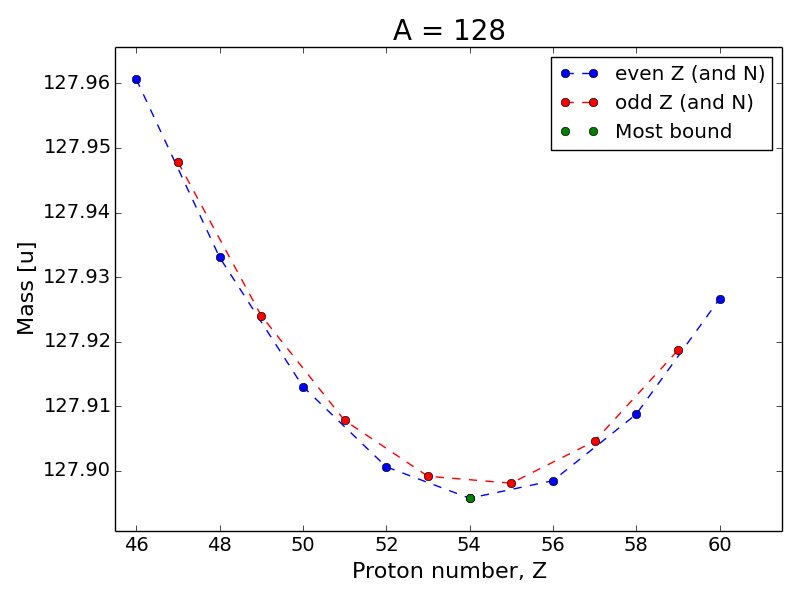 A = 128
even Z (and N)
odd Z (and N)
Most bound
Mass [u]
127.96
127.95
127.94
127.93
127.92
127.91
127.90
46 48 50 52 54 56 58 60
Proton number, Z